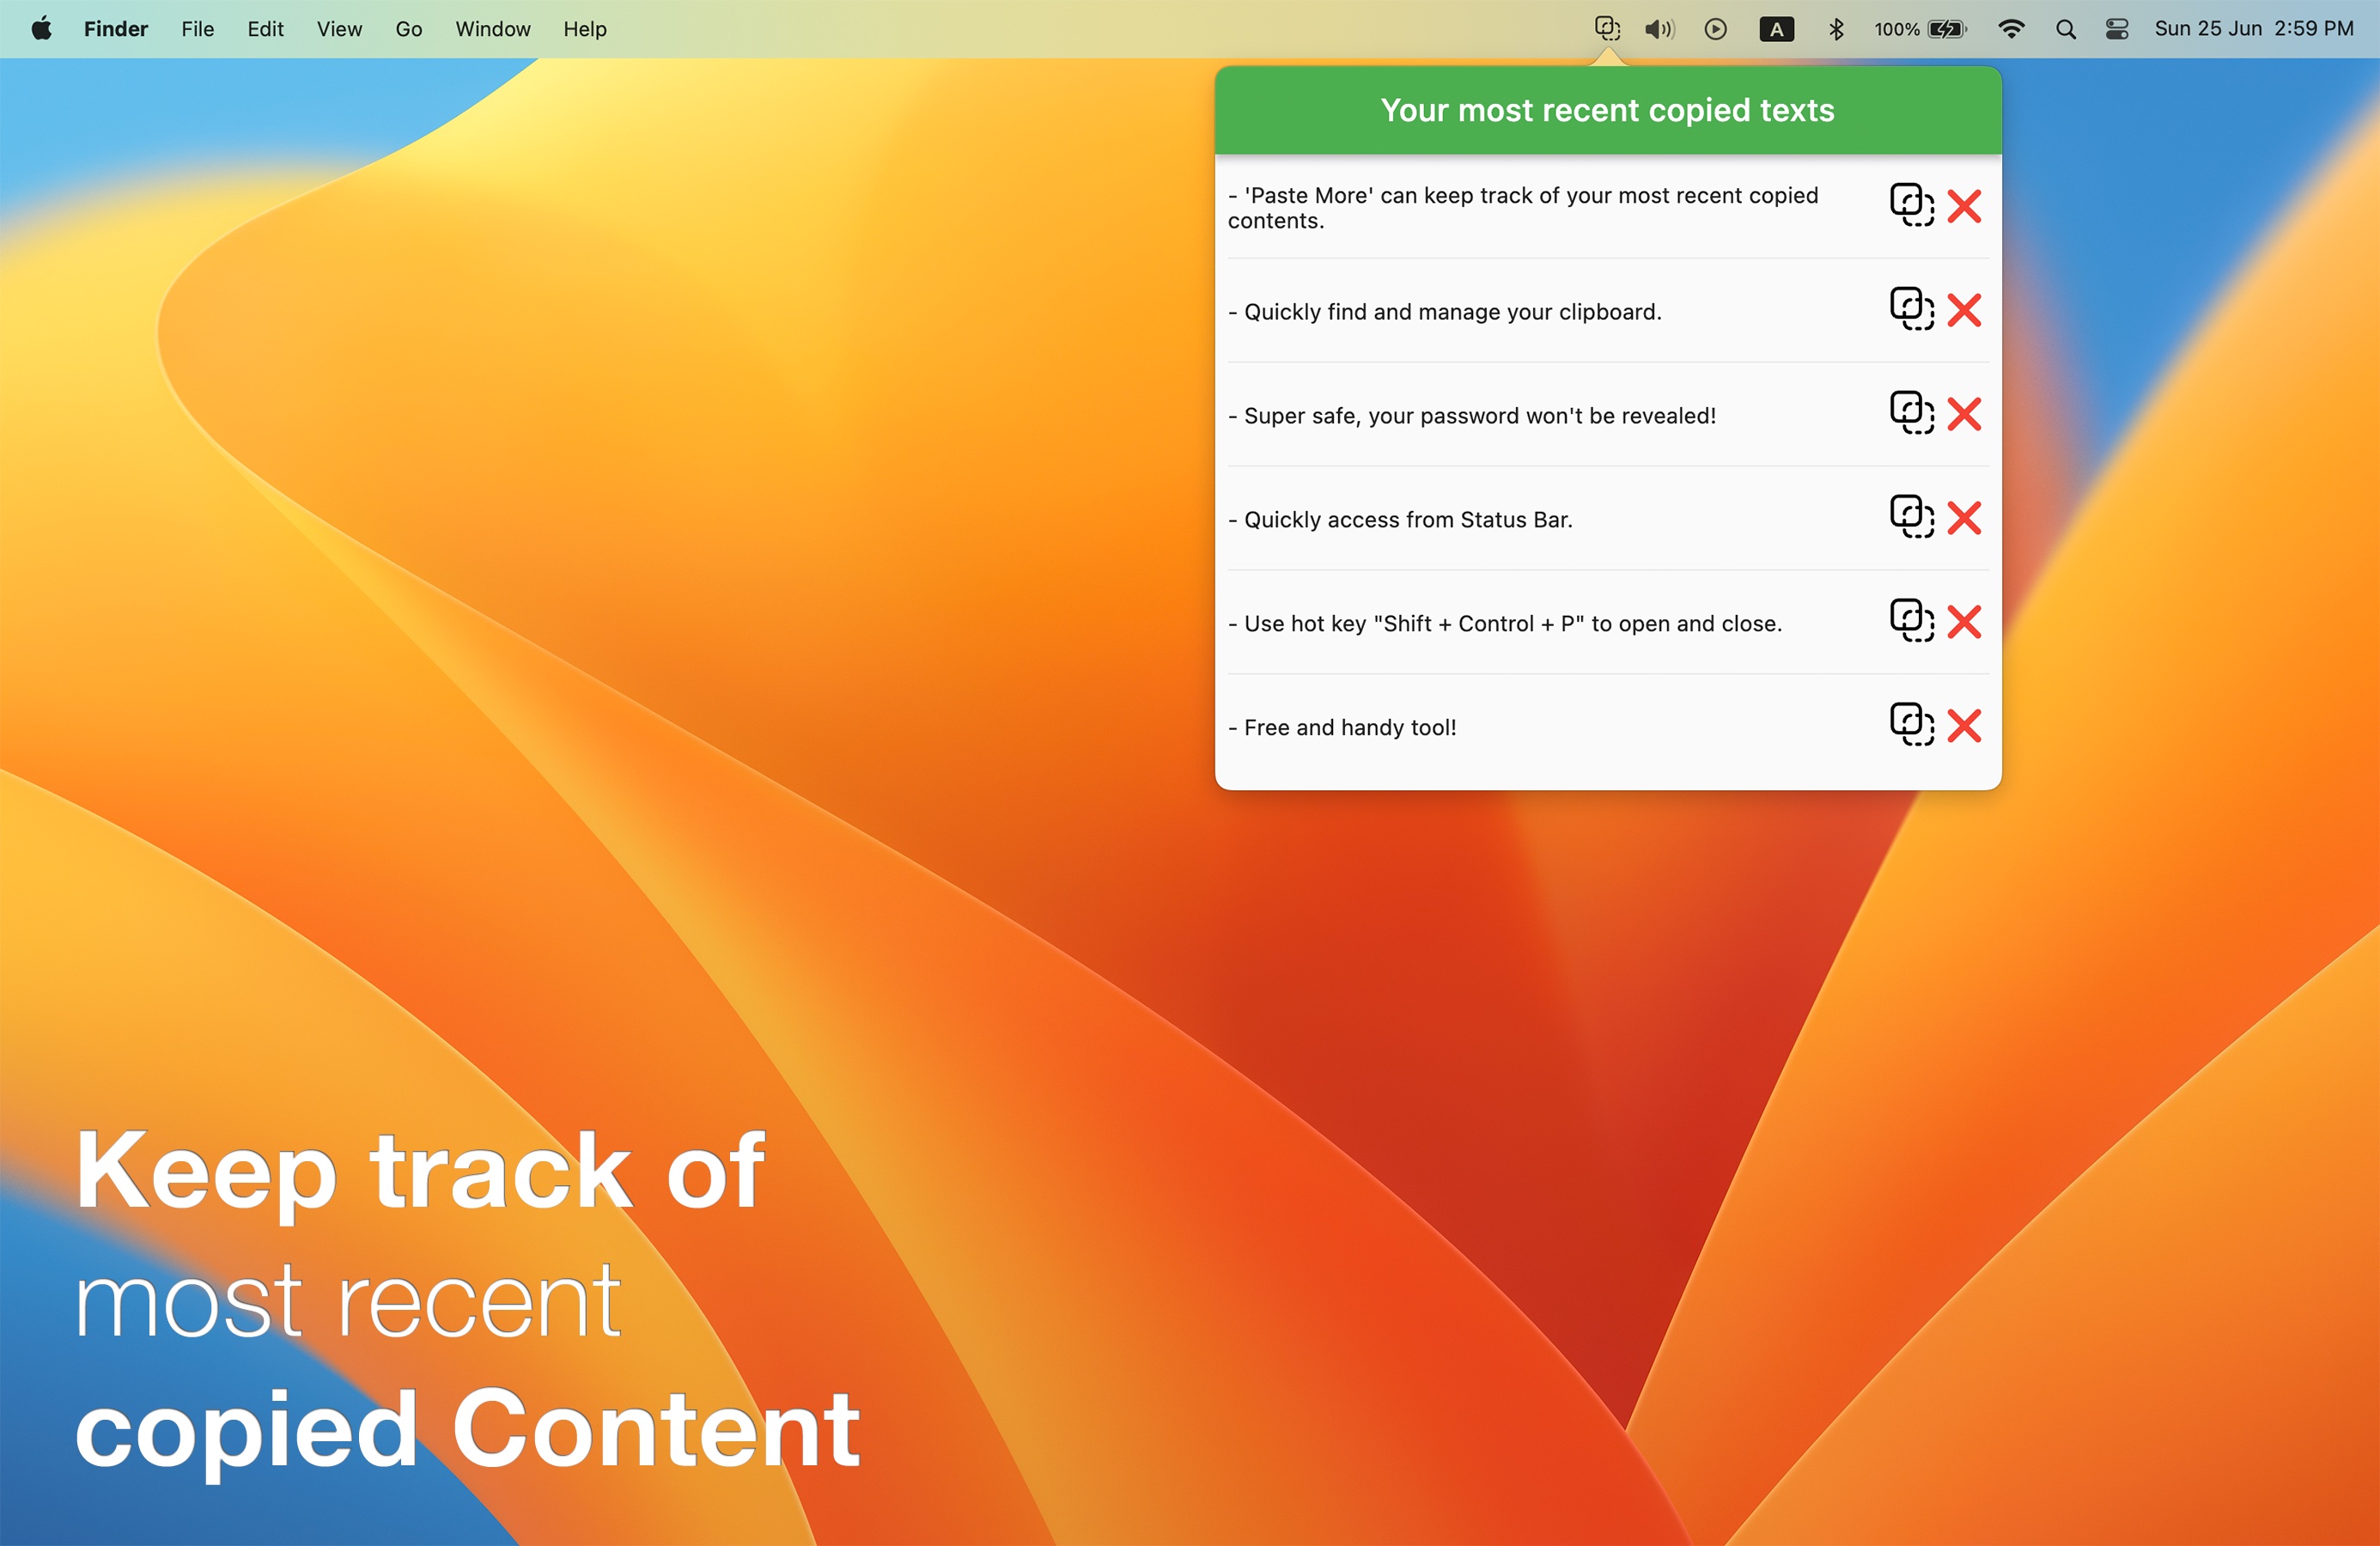 Finder File Edit View Go Window Help A 100% Sun 25 Jun 2:59 PM
Your most recent copied texts
- 'Paste More' can keep track of your most recent copied
contents.
- Quickly find and manage your clipboard.
- Super safe, your password won't be revealed!
- Quickly access from Status Bar.
- Use hot key "Shift + Control + P" to open and close.
- Free and handy tool!
Keep track of
most recent
copied Content